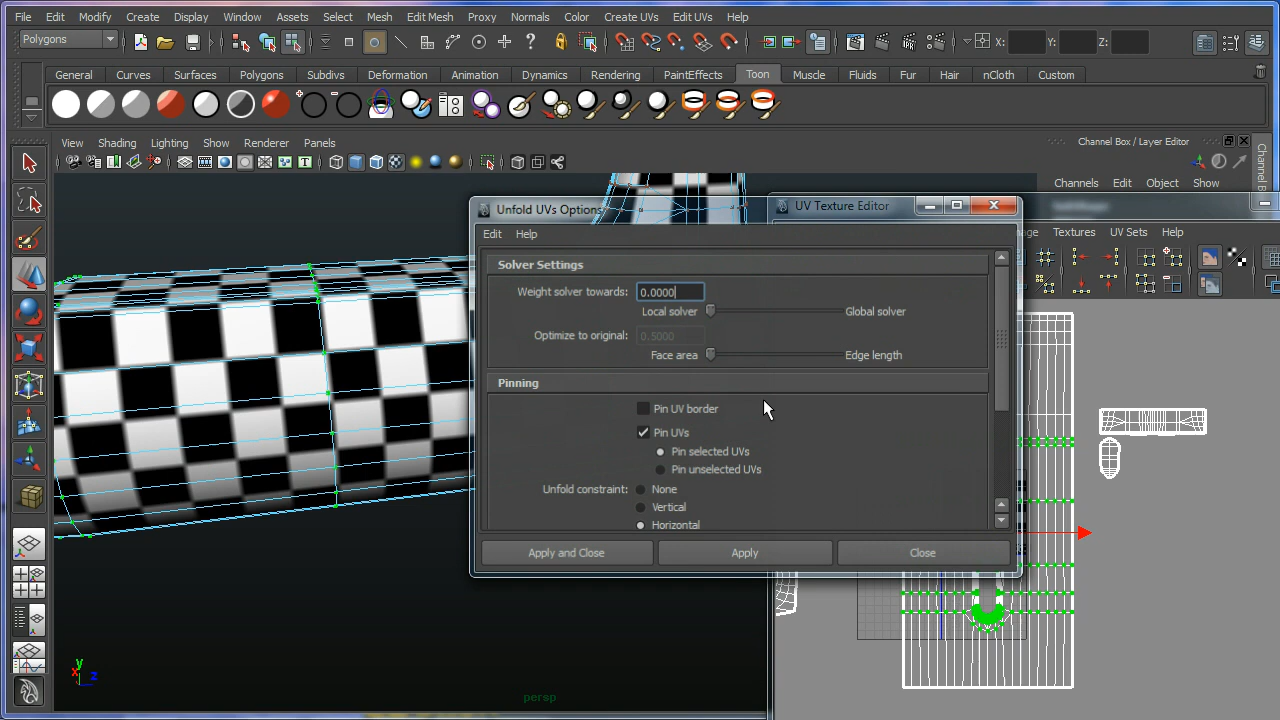 File Edit Modify Create Display Window Assets Select Mesh Edit Mesh Proxy Normals Color Create UVs Edit UVs Help
Polygons X: Y: Z:
General Curves Surfaces Polygons Subdivs Deformation Animation Dynamics Rendering PaintEffects Toon Muscle Fluids Fur Hair nCloth Custom
View Shading Lighting Show Renderer Panels
Channel Box / Layer Editor
Channels Edit Object Show
Unfold UVs Options
UV Texture Editor
Edit Help
Textures UV Sets Help
Solver Settings
Weight solver towards: 0.0000
Local solver Global solver
Optimize to original: 0.5000
Face area Edge length
Pinning
Pin UV border
Pin UVs
Pin selected UVs
Pin unselected UVs
Unfold constraint: None
Vertical
Horizontal
Apply and Close Apply Close
y
x z
persp